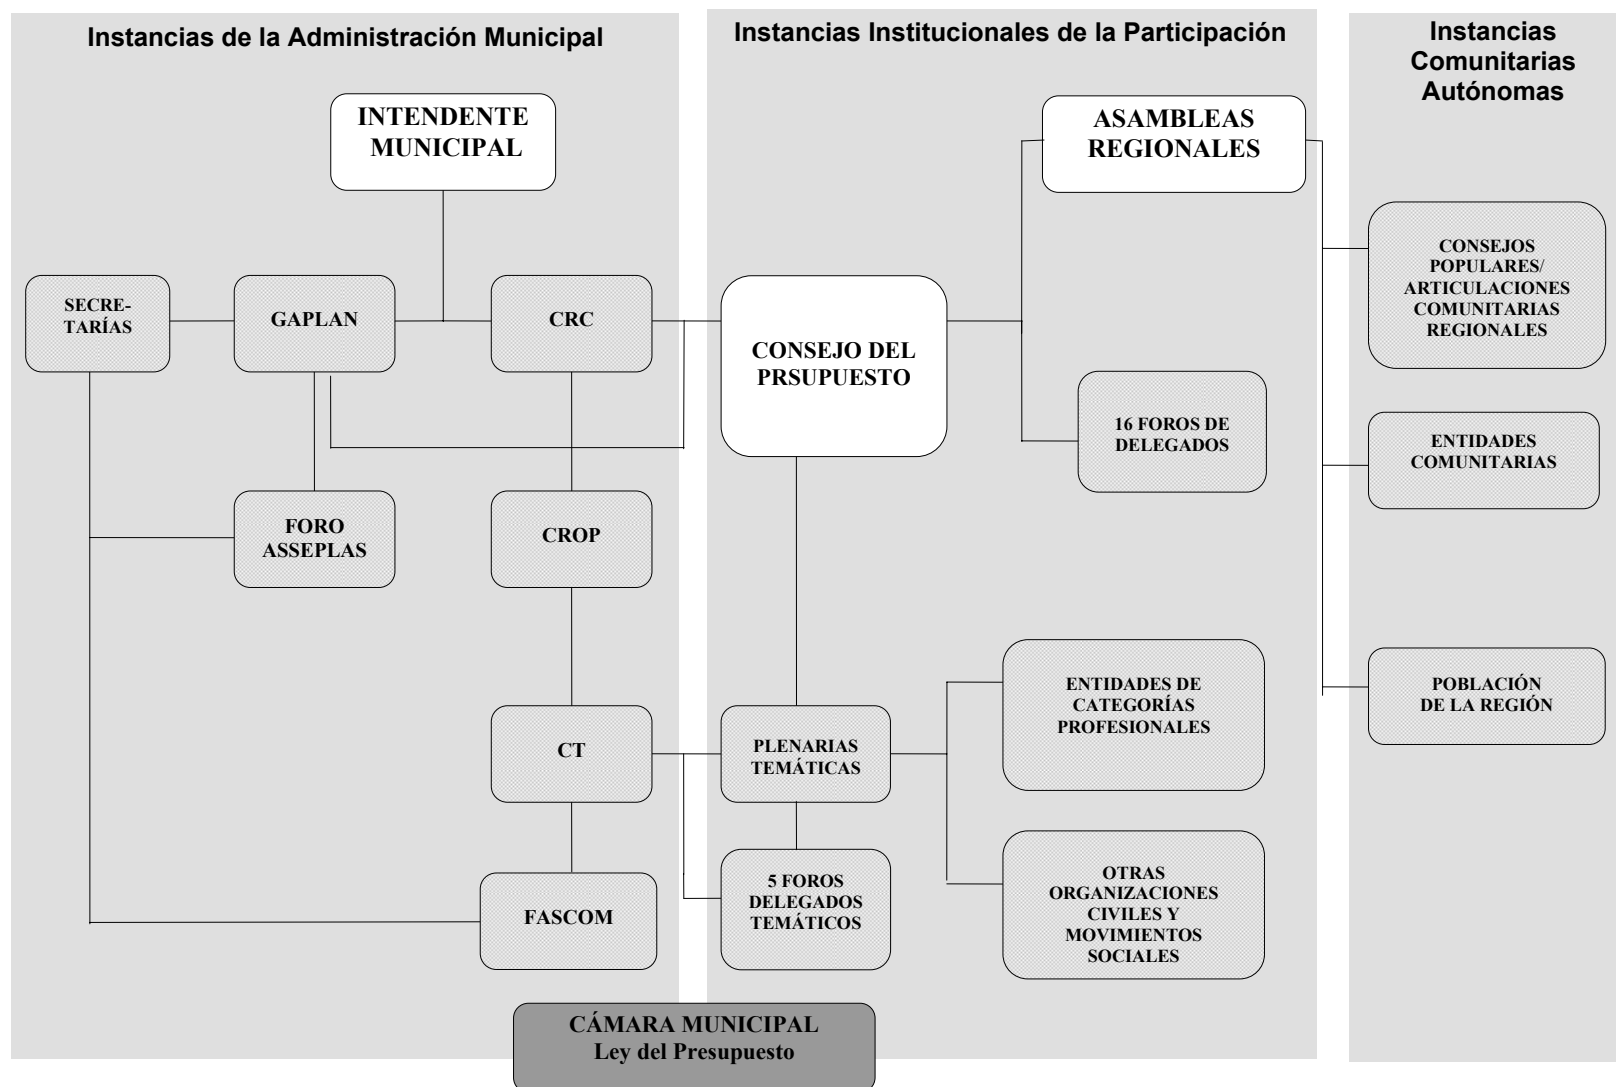 Instancias de la Administración Municipal
INTENDENTE
MUNICIPAL
SECRE-
TARÍAS
GAPLAN
CRC
FORO
ASSEPLAS
CROP
CT
FASCOM
Instancias Institucionales de la Participación
ASAMBLEAS
REGIONALES
CONSEJO DEL
PRSUPUESTO
16 FOROS DE
DELEGADOS
PLENARIAS
TEMÁTICAS
ENTIDADES DE
CATEGORÍAS
PROFESIONALES
5 FOROS
DELEGADOS
TEMÁTICOS
OTRAS
ORGANIZACIONES
CIVILES Y
MOVIMIENTOS
SOCIALES
Instancias
Comunitarias
Autónomas
CONSEJOS
POPULARES/
ARTICULACIONES
COMUNITARIAS
REGIONALES
ENTIDADES
COMUNITARIAS
POBLACIÓN
DE LA REGIÓN
CÁMARA MUNICIPAL
Ley del Presupuesto